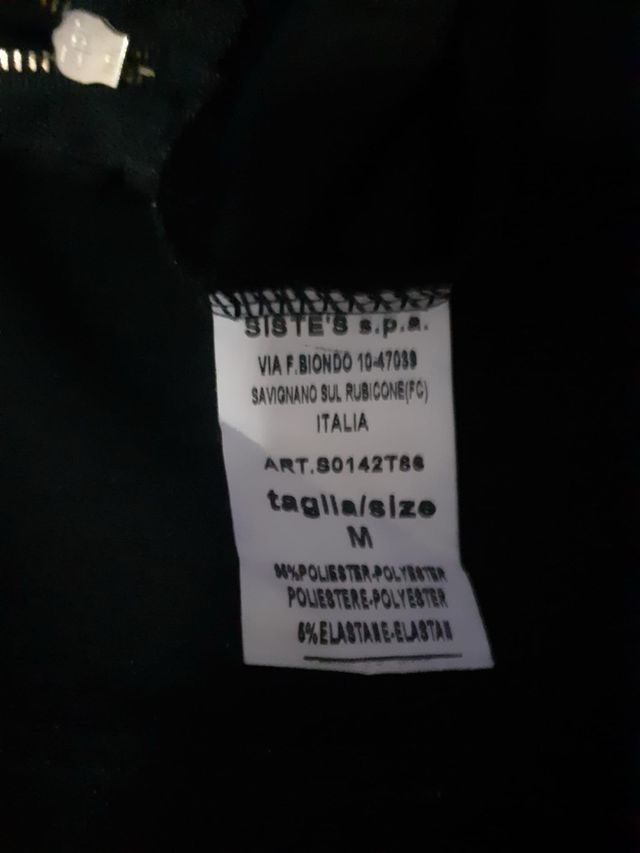 SISTE'S s.p.a.
VIA F.BIONDO 10-47039
SAVIGNANO SUL RUBICONE(FC)
ITALIA
ART.S0142T86
taglia/size
M
POLIESTER-POLYESTER
POLIESTERE-POLYESTER
ELASTANE-ELASTAN